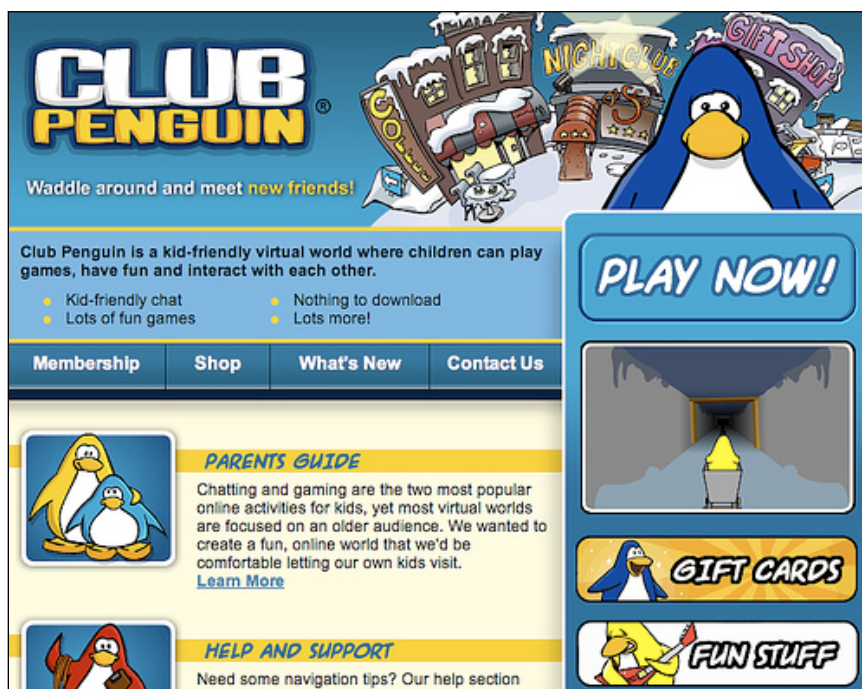 CLUB
PENGUIN®
Waddle around and meet new friends!
COFFEE
NIGHTCLUB
GIFT SHOP
Club Penguin is a kid-friendly virtual world where children can play
games, have fun and interact with each other.
Kid-friendly chat
Lots of fun games
Nothing to download
Lots more!
PLAY NOW!
Membership
Shop
What's New
Contact Us
PARENTS GUIDE
Chatting and gaming are the two most popular
online activities for kids, yet most virtual worlds
are focused on an older audience. We wanted to
create a fun, online world that we'd be
comfortable letting our own kids visit.
Learn More
HELP AND SUPPORT
Need some navigation tips? Our help section
GIFT CARDS
FUN STUFF